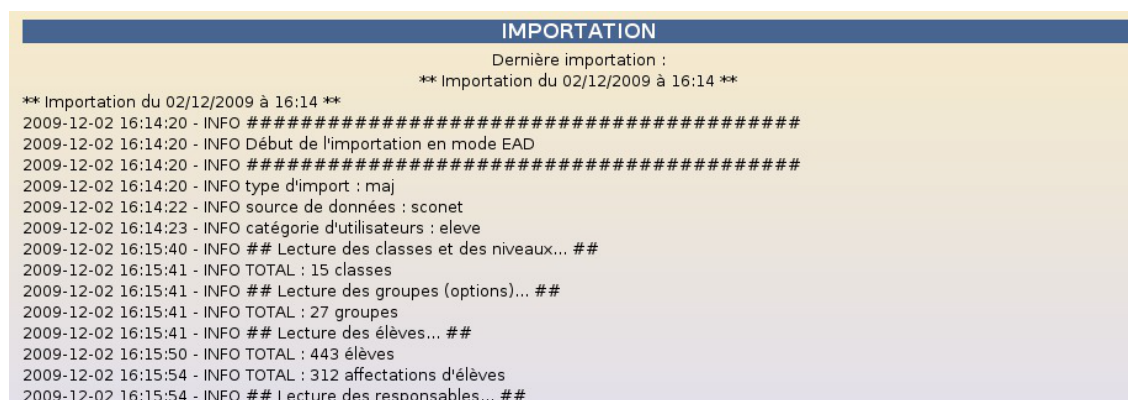 IMPORTATION
Dernière importation :
** Importation du 02/12/2009 à 16:14 **
** Importation du 02/12/2009 à 16:14 **
2009-12-02 16:14:20 - INFO #########################################
2009-12-02 16:14:20 - INFO Début de l'importation en mode EAD
2009-12-02 16:14:20 - INFO #########################################
2009-12-02 16:14:20 - INFO type d'import : maj
2009-12-02 16:14:22 - INFO source de données : sconet
2009-12-02 16:14:23 - INFO catégorie d'utilisateurs : eleve
2009-12-02 16:15:40 - INFO ## Lecture des classes et des niveaux... ##
2009-12-02 16:15:41 - INFO TOTAL : 15 classes
2009-12-02 16:15:41 - INFO ## Lecture des groupes (options)... ##
2009-12-02 16:15:41 - INFO TOTAL : 27 groupes
2009-12-02 16:15:41 - INFO ## Lecture des élèves... ##
2009-12-02 16:15:50 - INFO TOTAL : 443 élèves
2009-12-02 16:15:54 - INFO TOTAL : 312 affectations d'élèves
2009-12-02 16:15:54 - INFO ## Lecture des responsables... ##